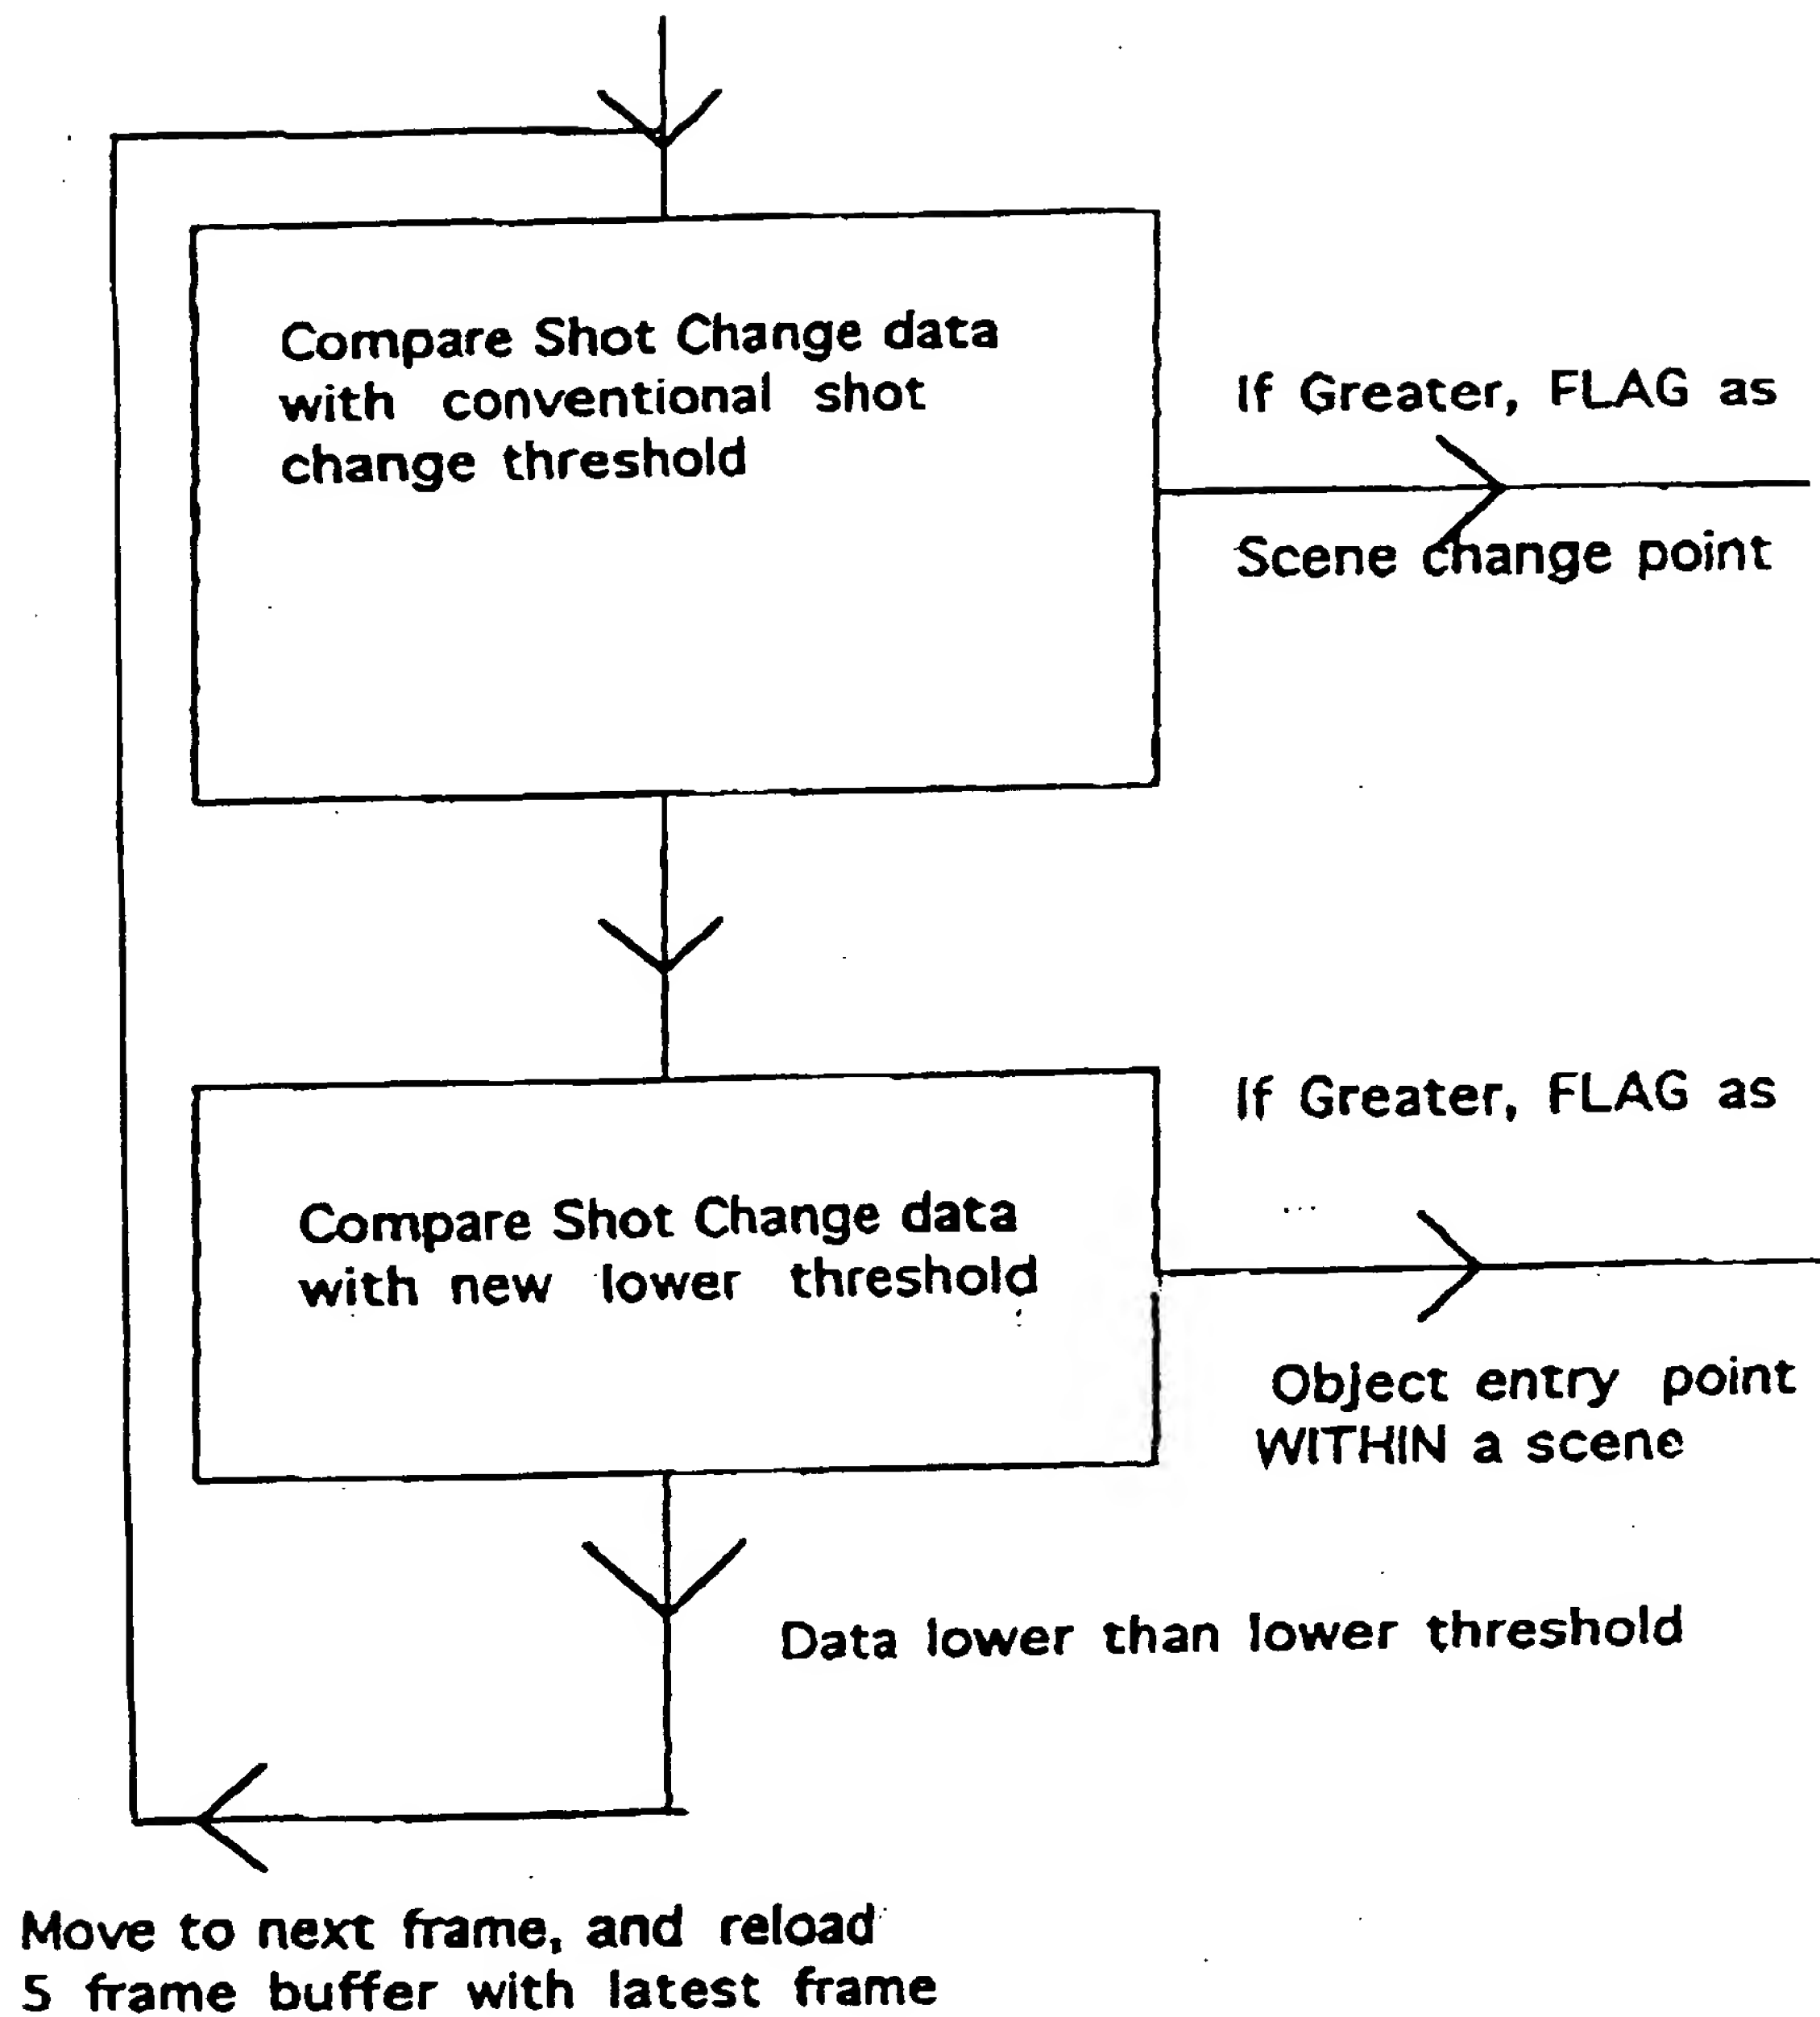 Compare Shot Change data
with conventional shot
change threshold
If Greater, FLAG as
Scene change point
If Greater, FLAG as
Compare Shot Change data
with new lower threshold
Object entry point
WITHIN a scene
Data lower than lower threshold
Move to next frame, and reload
5 frame buffer with latest frame